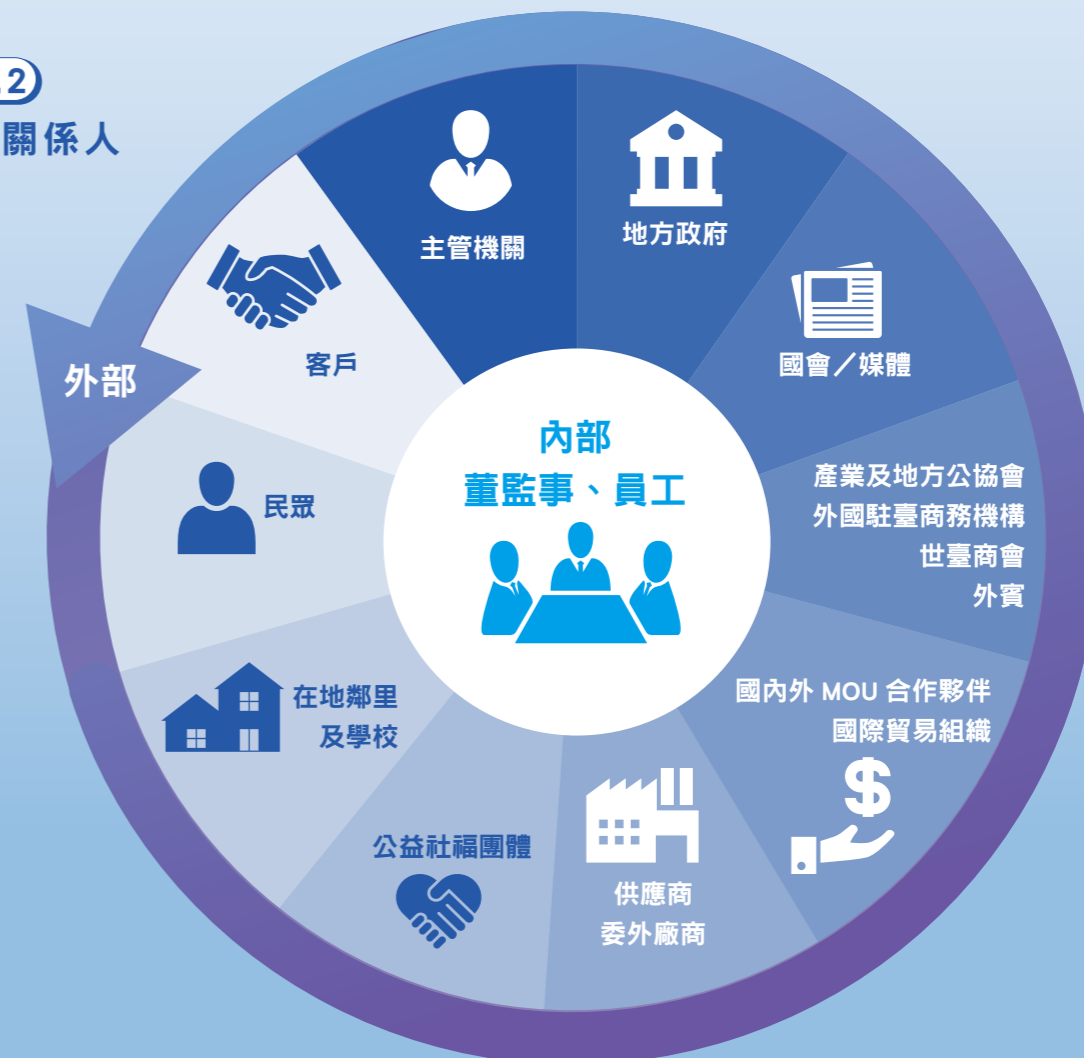 2
關係人
外部
主管機關
地方政府
國會／媒體
產業及地方公協會
外國駐臺商務機構
世臺商會
外賓
國內外 MOU 合作夥伴
國際貿易組織
供應商
委外廠商
公益社福團體
在地鄰里
及學校
民眾
客戶
內部
董監事、員工